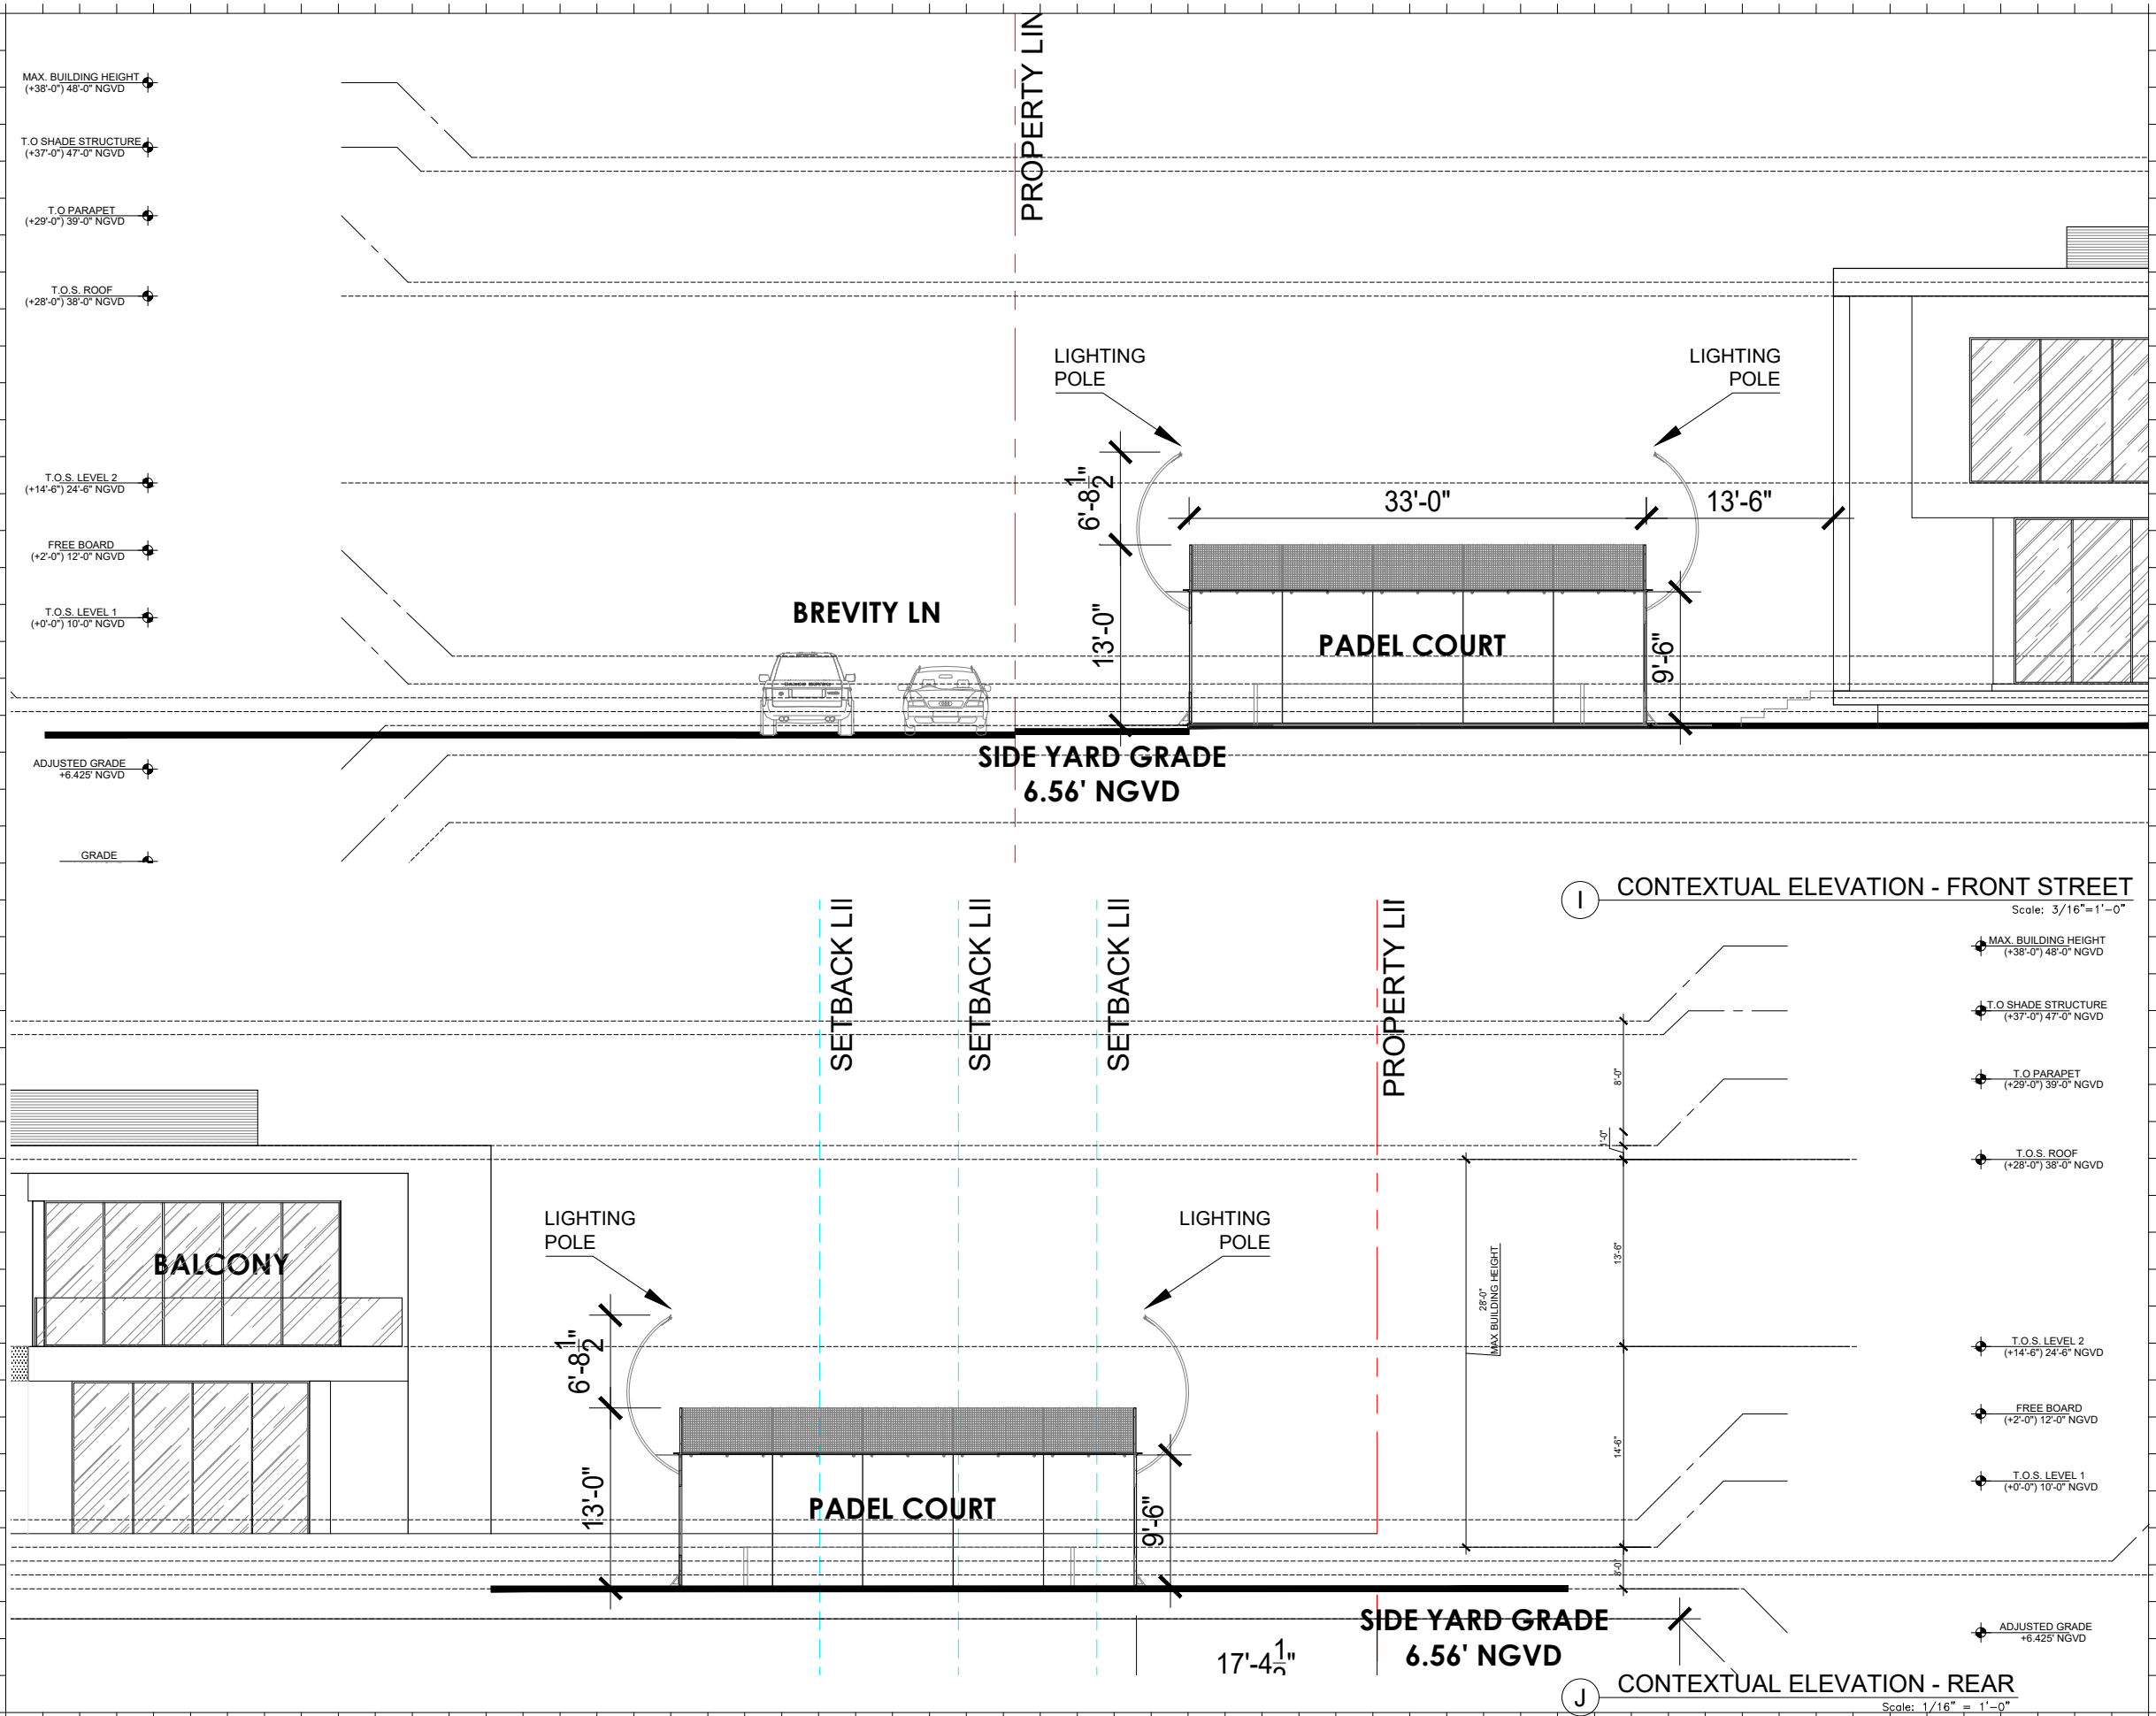 PROPERTY LIN
MAX. BUILDING HEIGHT
(+38'-0") 48'-0" NGVD
T.O SHADE STRUCTURE
(+37'-0") 47'-0" NGVD
T.O PARAPET
(+29'-0") 39'-0" NGVD
T.O.S. ROOF
(+28'-0") 38'-0" NGVD
T.O.S. LEVEL 2
(+14'-6") 24'-6" NGVD
FREE BOARD
(+2'-0") 12'-0" NGVD
T.O.S. LEVEL 1
(+0'-0") 10'-0" NGVD
ADJUSTED GRADE
+6.425' NGVD
GRADE
LIGHTING
POLE
LIGHTING
POLE
6'-8 1/2"
33'-0"
13'-6"
13'-0"
9'-6"
BREVITY LN
PADEL COURT
SIDE YARD GRADE
6.56' NGVD
I
CONTEXTUAL ELEVATION - FRONT STREET
Scale: 3/16"=1'-0"
SETBACK LII
SETBACK LII
SETBACK LII
PROPERTY LII
MAX. BUILDING HEIGHT
(+38'-0") 48'-0" NGVD
T.O SHADE STRUCTURE
(+37'-0") 47'-0" NGVD
T.O PARAPET
(+29'-0") 39'-0" NGVD
T.O.S. ROOF
(+28'-0") 38'-0" NGVD
T.O.S. LEVEL 2
(+14'-6") 24'-6" NGVD
FREE BOARD
(+2'-0") 12'-0" NGVD
T.O.S. LEVEL 1
(+0'-0") 10'-0" NGVD
ADJUSTED GRADE
+6.425' NGVD
8'-0"
1'-0"
13'-6"
14'-6"
28'-0"
MAX BUILDING HEIGHT
LIGHTING
POLE
LIGHTING
POLE
BALCONY
6'-8 1/2"
13'-0"
9'-6"
PADEL COURT
SIDE YARD GRADE
6.56' NGVD
17'-4 1/2"
J
CONTEXTUAL ELEVATION - REAR
Scale: 1/16" = 1'-0"